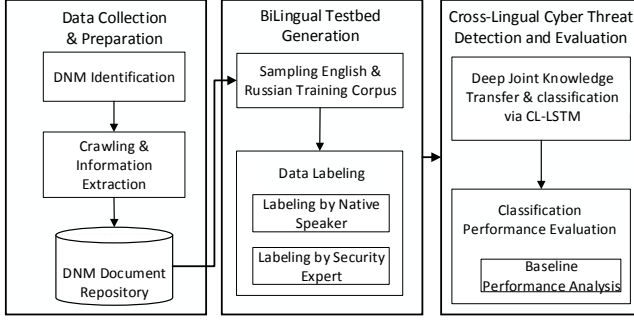 Data Collection
& Preparation
DNM Identification
Crawling &
Information
Extraction
DNM Document
Repository
BiLingual Testbed
Generation
Sampling English &
Russian Training Corpus
Data Labeling
Labeling by Native
Speaker
Labeling by Security
Expert
Cross-Lingual Cyber Threat
Detection and Evaluation
Deep Joint Knowledge
Transfer & classification
via CL-LSTM
Classification
Performance Evaluation
Baseline
Performance Analysis